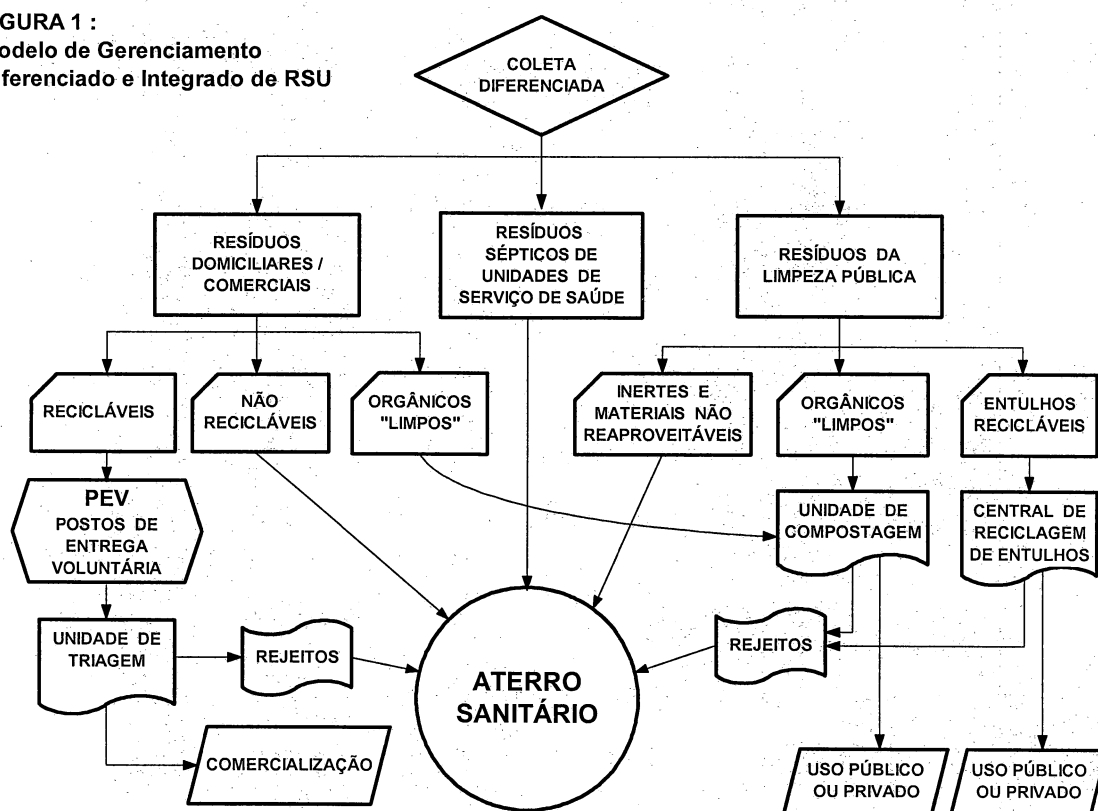 GURA 1 :
odelo de Gerenciamento
ferenciado e Integrado de RSU
COLETA
DIFERENCIADA
RESÍDUOS
DOMICILIARES /
COMERCIAIS
RESÍDUOS
SÉPTICOS DE
UNIDADES DE
SERVIÇO DE SAÚDE
RESÍDUOS DA
LIMPEZA PÚBLICA
RECICLÁVEIS
NÃO
RECICLÁVEIS
ORGÂNICOS
"LIMPOS"
INERTES E
MATERIAIS NÃO
REAPROVEITÁVEIS
ORGÂNICOS
"LIMPOS"
ENTULHOS
RECICLÁVEIS
PEV
POSTOS DE
ENTREGA
VOLUNTÁRIA
UNIDADE DE
COMPOSTAGEM
CENTRAL DE
RECICLAGEM
DE ENTULHOS
UNIDADE DE
TRIAGEM
REJEITOS
ATERRO
SANITÁRIO
REJEITOS
COMERCIALIZAÇÃO
USO PÚBLICO
OU PRIVADO
USO PÚBLICO
OU PRIVADO